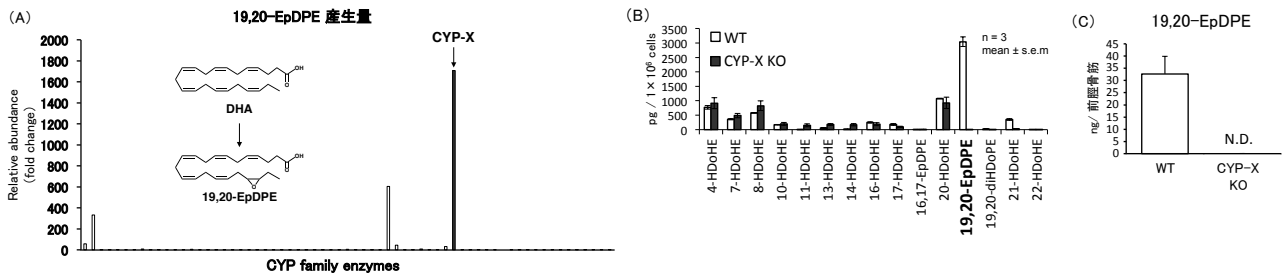 (A)
19,20-EpDPE 産生量
Relative abundance
(fold change)
2000
1800
1600
1400
1200
1000
800
600
400
200
0
CYP-X
OH
O
DHA
O
OH
O
19,20-EpDPE
CYP family enzymes
(B)
pg / 1 × 10⁶ cells
3500
3000
2500
2000
1500
1000
500
0
WT
CYP-X KO
n = 3
mean ± s.e.m
4-HDoHE
7-HDoHE
8-HDoHE
10-HDoHE
11-HDoHE
13-HDoHE
14-HDoHE
16-HDoHE
17-HDoHE
16,17-EpDPE
20-HDoHE
19,20-EpDPE
19,20-diHDoPE
21-HDoHE
22-HDoHE
(C)
19,20-EpDPE
ng/ 前脛骨筋
45
40
35
30
25
20
15
10
5
0
N.D.
WT
CYP-X
KO